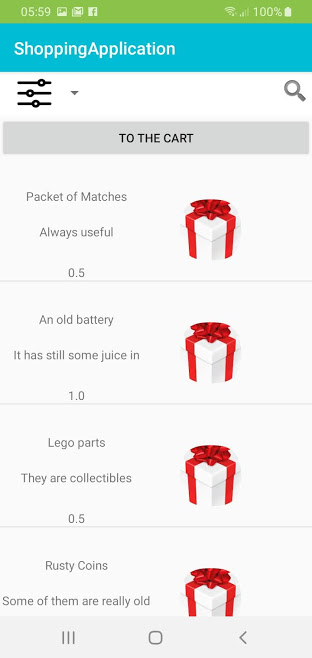 05:59 100%
ShoppingApplication
TO THE CART
Packet of Matches
Always useful
0.5
An old battery
It has still some juice in
1.0
Lego parts
They are collectibles
0.5
Rusty Coins
Some of them are really old